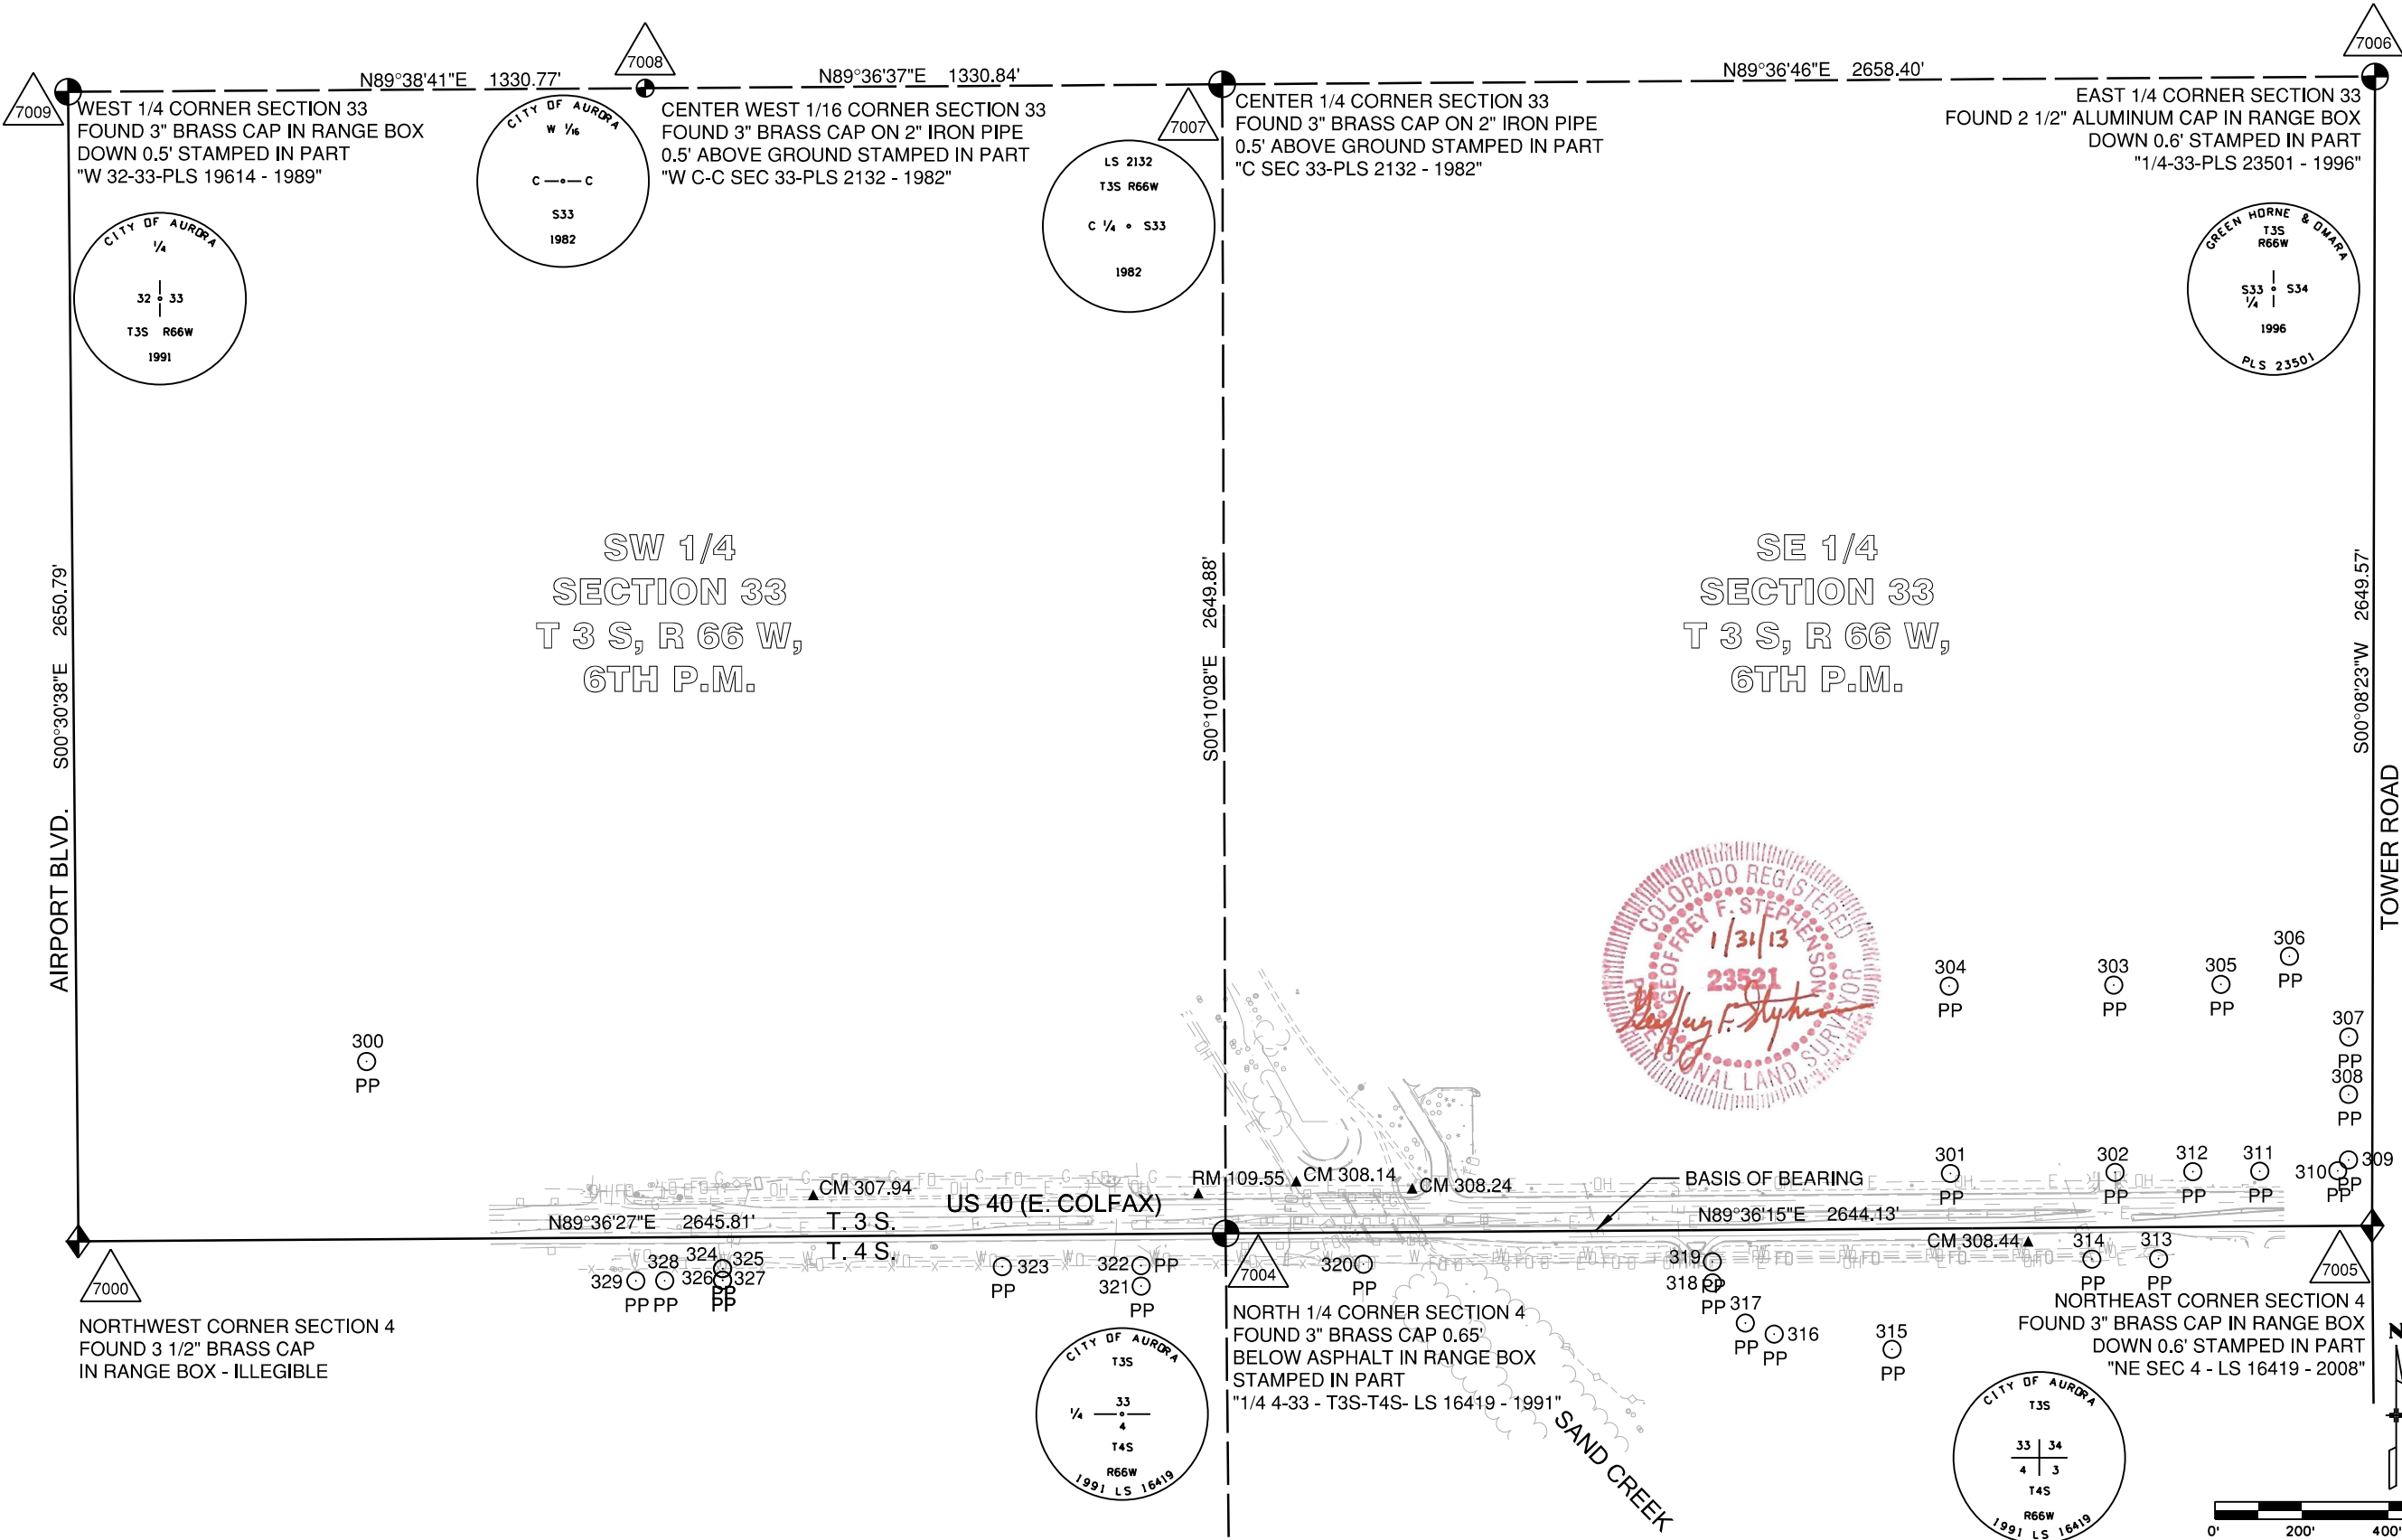 7009
N89°38'41"E 1330.77'
7008
N89°36'37"E 1330.84'
N89°36'46"E 2658.40'
7006
WEST 1/4 CORNER SECTION 33
FOUND 3" BRASS CAP IN RANGE BOX
DOWN 0.5' STAMPED IN PART
"W 32-33-PLS 19614 - 1989"
CITY OF AURORA
W 1/16
C C
S33
1982
CENTER WEST 1/16 CORNER SECTION 33
FOUND 3" BRASS CAP ON 2" IRON PIPE
0.5' ABOVE GROUND STAMPED IN PART
"W C-C SEC 33-PLS 2132 - 1982"
7007
LS 2132
T3S R66W
C 1/4 S33
1982
CENTER 1/4 CORNER SECTION 33
FOUND 3" BRASS CAP ON 2" IRON PIPE
0.5' ABOVE GROUND STAMPED IN PART
"C SEC 33-PLS 2132 - 1982"
EAST 1/4 CORNER SECTION 33
FOUND 2 1/2" ALUMINUM CAP IN RANGE BOX
DOWN 0.6' STAMPED IN PART
"1/4-33-PLS 23501 - 1996"
CITY OF AURORA
1/4
32 33
T3S R66W
1991
GREEN HORNE & OMARA
T3S
R66W
S33 S34
1/4
1996
PLS 23501
SW 1/4
SECTION 33
T 3 S, R 66 W,
6TH P.M.
SE 1/4
SECTION 33
T 3 S, R 66 W,
6TH P.M.
S00°30'38"E 2650.79'
S00°10'08"E 2649.88'
S00°08'23"W 2649.57'
AIRPORT BLVD.
TOWER ROAD
COLORADO REGISTERED
GEOFFREY F. STEPHENSON
1/31/13
23521
PROFESSIONAL LAND SURVEYOR
304
PP
303
PP
305
PP
306
PP
307
PP
308
PP
300
PP
301
PP
302
PP
312
PP
311
PP
310
309
PP
PP
RM 109.55
CM 308.14
CM 308.24
CM 307.94
BASIS OF BEARING
US 40 (E. COLFAX)
N89°36'27"E 2645.81'
T. 3 S.
T. 4 S.
N89°36'15"E 2644.13'
CM 308.44
314
PP
313
PP
7000
329
PP
328
PP
324
325
326
327
PP
PP
323
PP
322
PP
321
PP
7004
320
PP
319
PP
318
PP
317
PP
316
PP
315
PP
7005
NORTHWEST CORNER SECTION 4
FOUND 3 1/2" BRASS CAP
IN RANGE BOX - ILLEGIBLE
NORTH 1/4 CORNER SECTION 4
FOUND 3" BRASS CAP 0.65'
BELOW ASPHALT IN RANGE BOX
STAMPED IN PART
"1/4 4-33 - T3S-T4S- LS 16419 - 1991"
NORTHEAST CORNER SECTION 4
FOUND 3" BRASS CAP IN RANGE BOX
DOWN 0.6' STAMPED IN PART
"NE SEC 4 - LS 16419 - 2008"
CITY OF AURORA
T3S
33
1/4
4
T4S
R66W
1991 LS 16419
SAND CREEK
CITY OF AURORA
T3S
33 34
4 3
T4S
R66W
1991 LS 16419
N
0' 200' 400'